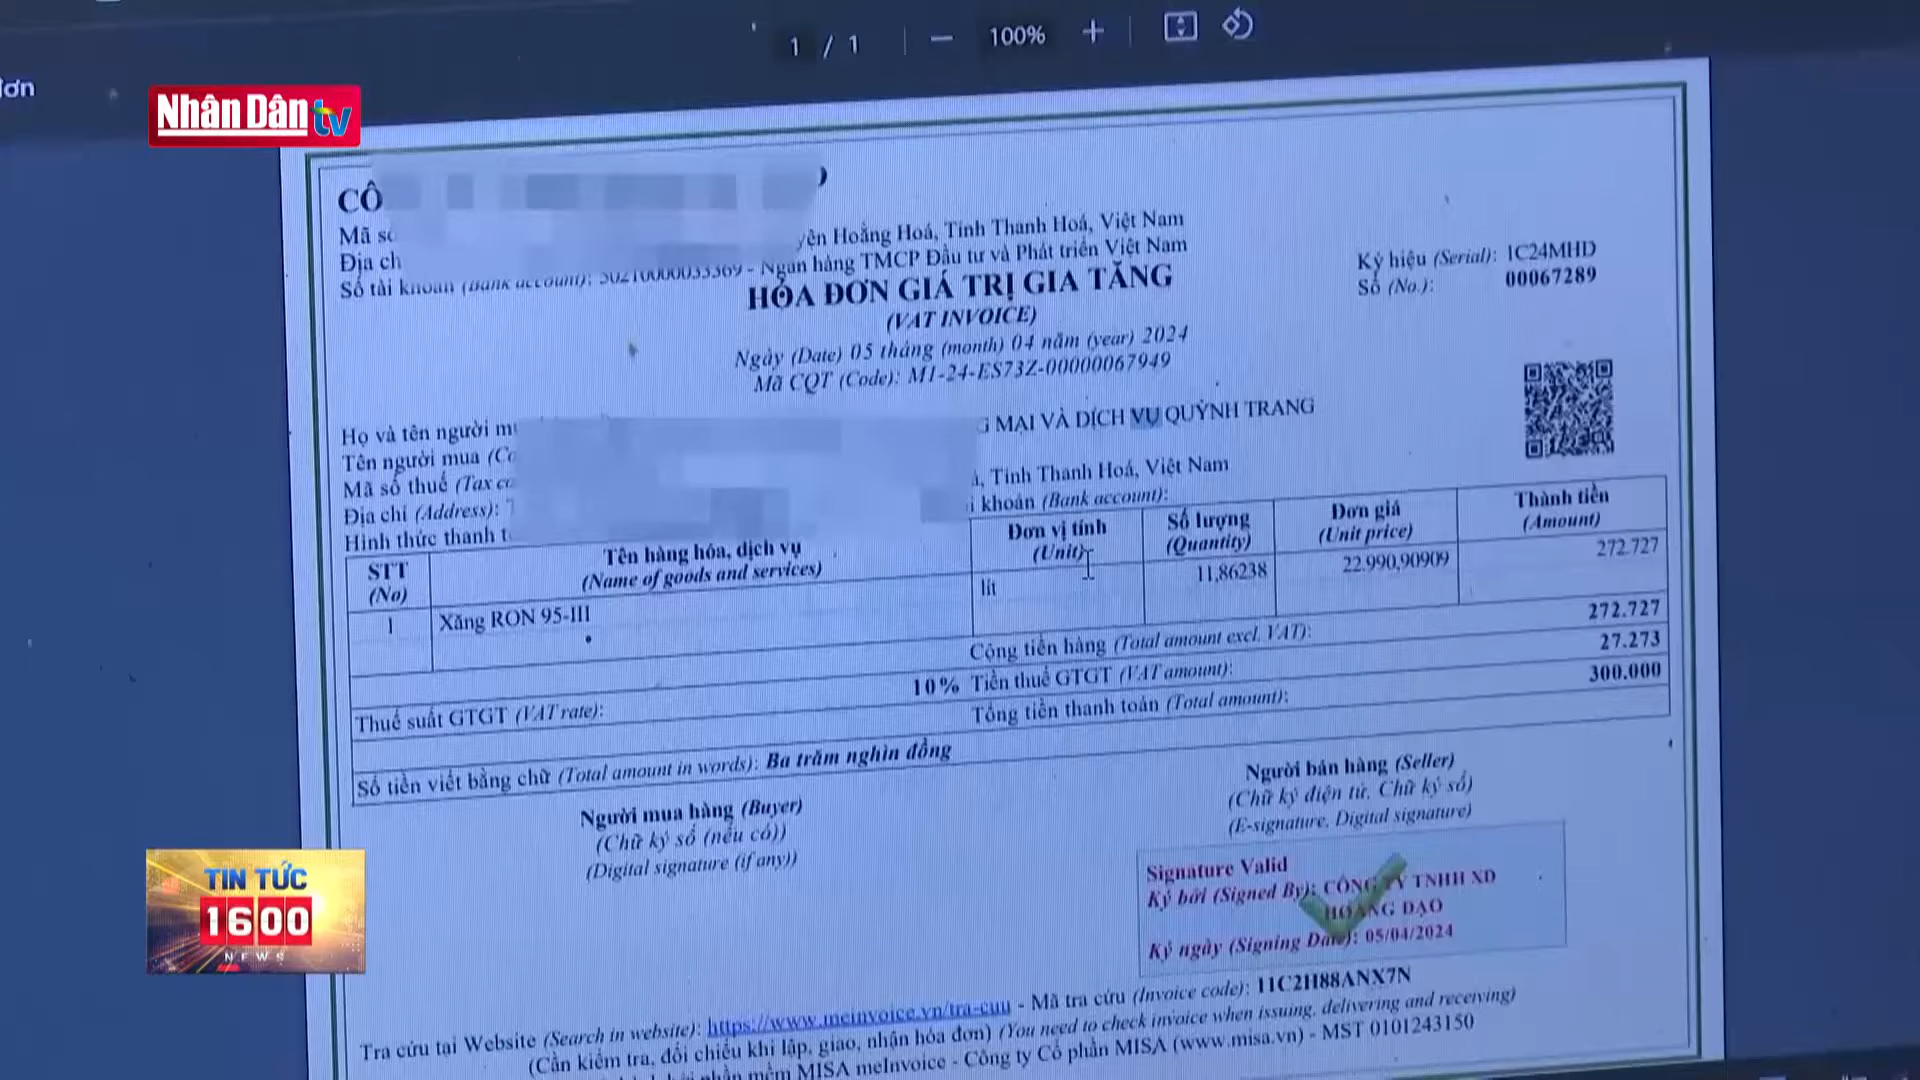 1 / 1
100%
đơn
Nhân Dân tv
CÔ
Mã số
Địa ch
yên Hoằng Hoá, Tỉnh Thanh Hoá, Việt Nam
Số tài khoản (Bank account): 50210000033369 - Ngân hàng TMCP Đầu tư và Phát triển Việt Nam
HÓA ĐƠN GIÁ TRỊ GIA TĂNG
(VAT INVOICE)
Ngày (Date) 05 tháng (month) 04 năm (year) 2024
Mã CQT (Code): M1-24-ES73Z-00000067949
Ký hiệu (Serial): 1C24MHD
Số (No.): 00067289
Họ và tên người m
Tên người mua (Co
G MẠI VÀ DỊCH VỤ QUỲNH TRANG
Mã số thuế (Tax co
Địa chỉ (Address):
, Tỉnh Thanh Hoá, Việt Nam
Hình thức thanh t
i khoản (Bank account):
STT (No) Tên hàng hóa, dịch vụ (Name of goods and services) Đơn vị tính (Unit) Số lượng (Quantity) Đơn giá (Unit price) Thành tiền (Amount)
1 Xăng RON 95-III lít 11,86238 22.990,90909 272.727
Cộng tiền hàng (Total amount excl. VAT): 272.727
Thuế suất GTGT (VAT rate): 10% Tiền thuế GTGT (VAT amount): 27.273
Tổng tiền thanh toán (Total amount): 300.000
Số tiền viết bằng chữ (Total amount in words): Ba trăm nghìn đồng
Người mua hàng (Buyer)
(Chữ ký số (nếu có))
(Digital signature (if any))
Người bán hàng (Seller)
(Chữ ký điện tử, Chữ ký số)
(E-signature, Digital signature)
Signature Valid
Ký bởi (Signed By): CÔNG TY TNHH XD
HOẰNG ĐẠO
Ký ngày (Signing Date): 05/04/2024
TIN TỨC
1600
NEWS
Tra cứu tại Website (Search in website): https://www.meinvoice.vn/tra-cuu - Mã tra cứu (Invoice code): 11C2H88ANX7N
(Cần kiểm tra, đối chiếu khi lập, giao, nhận hóa đơn) (You need to check invoice when issuing, delivering and receiving)
phần mềm MISA meInvoice - Công ty Cổ phần MISA (www.misa.vn) - MST 0101243150